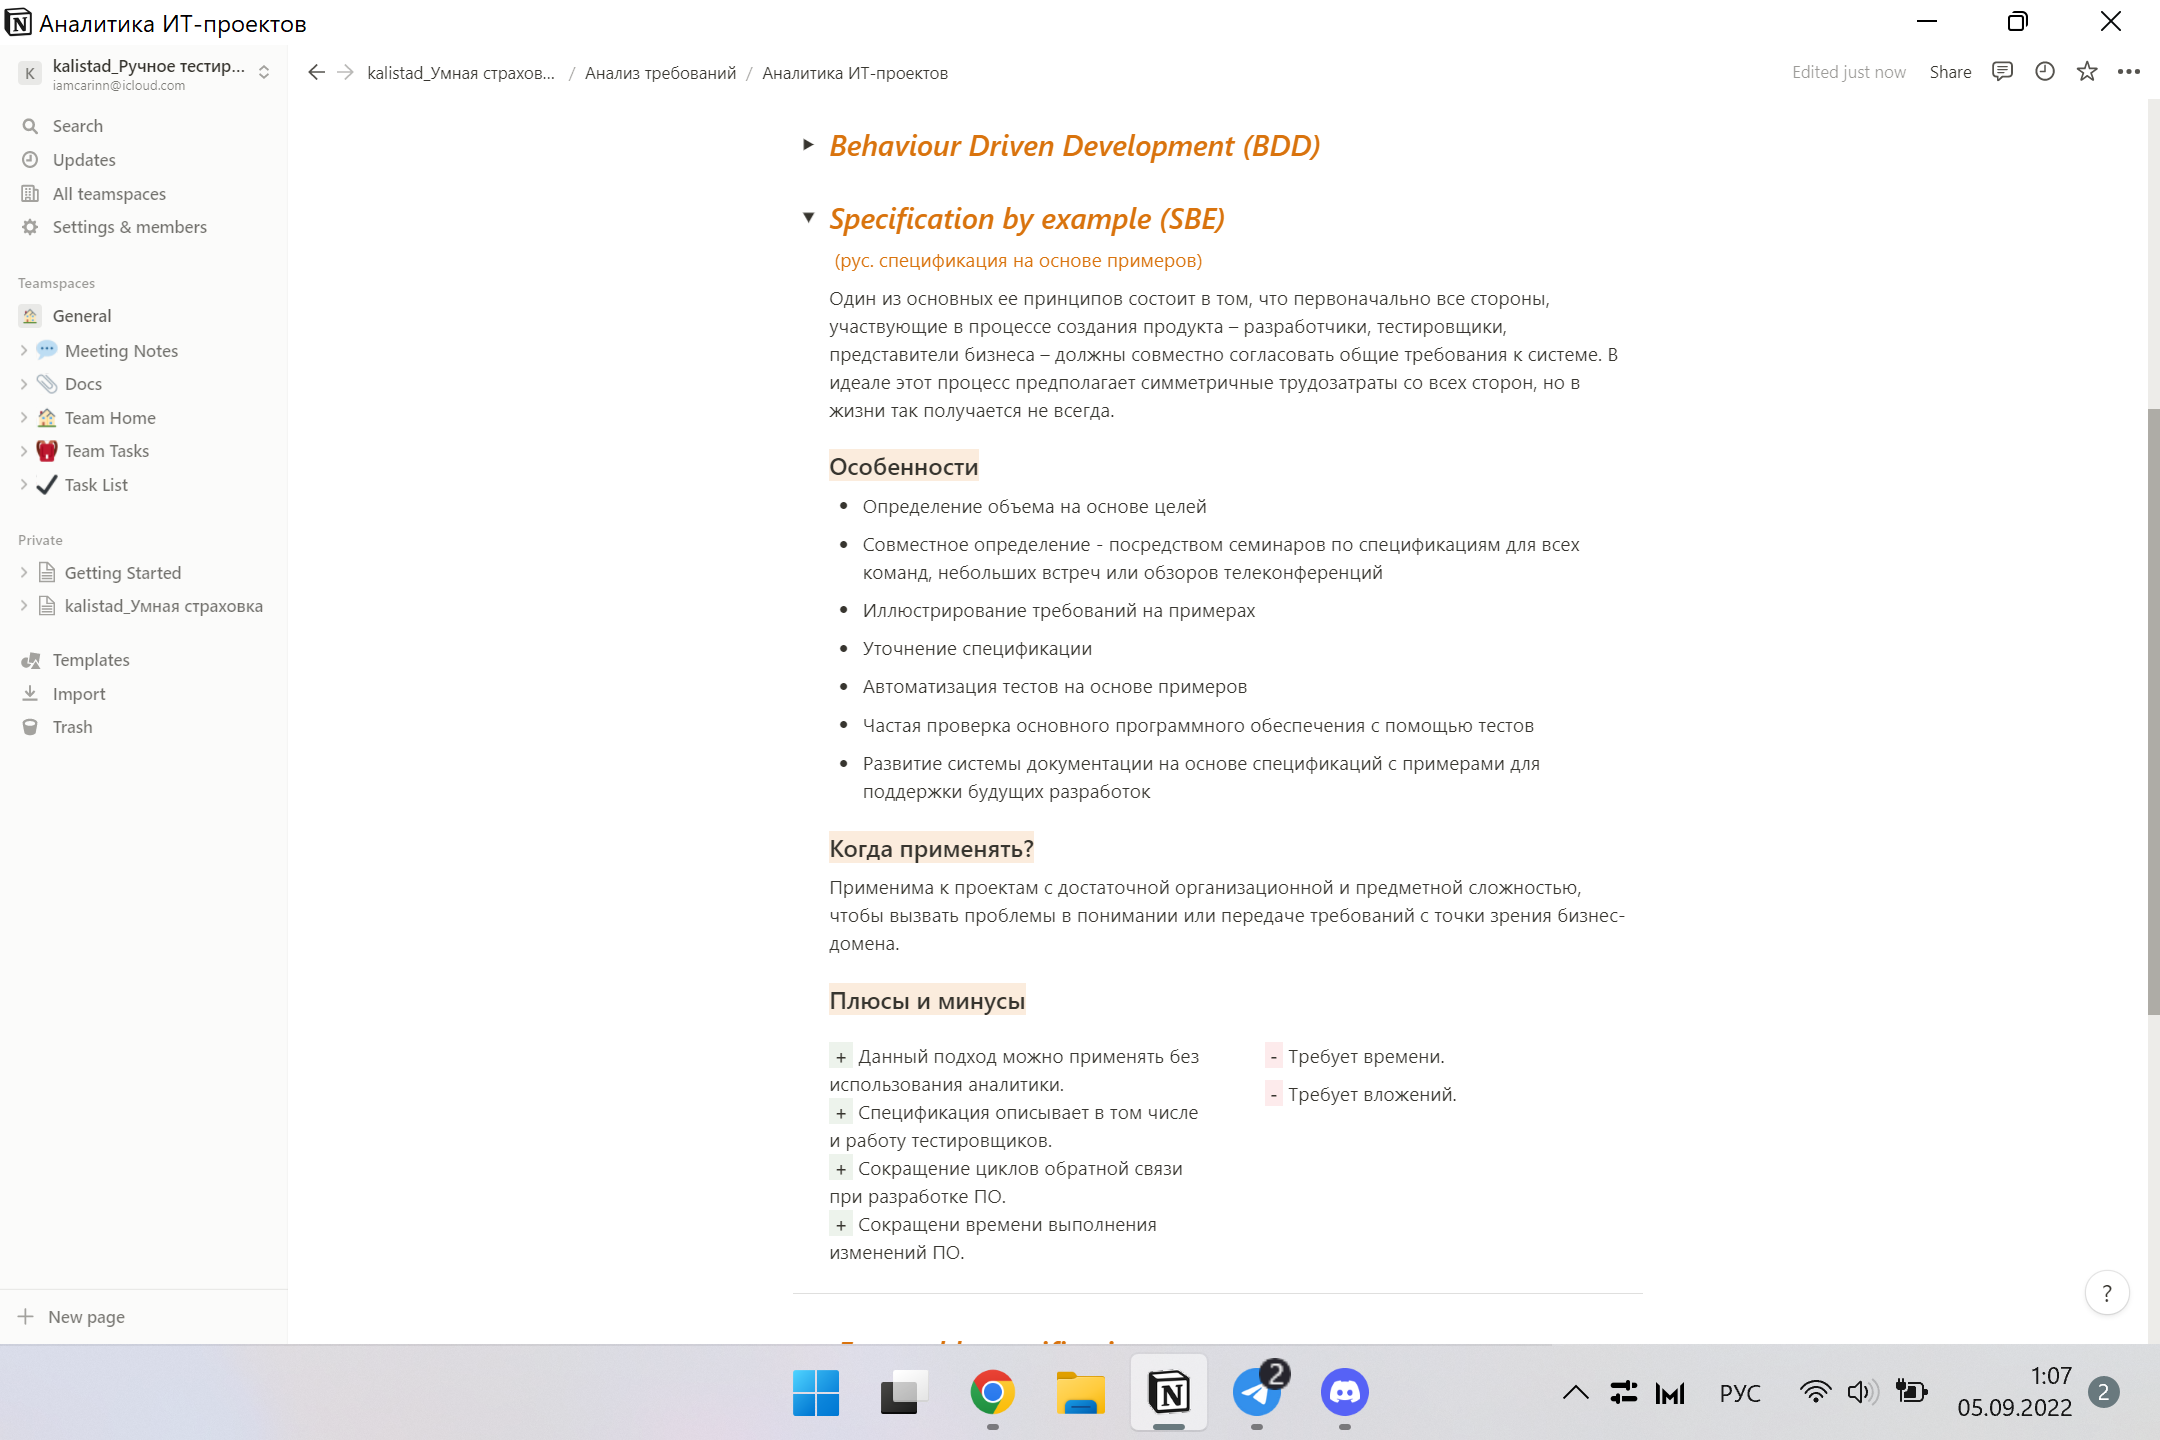 Аналитика ИТ-проектов
K
kalistad_Ручное тестир...
iamcarinn@icloud.com
Search
Updates
All teamspaces
Settings & members
Teamspaces
General
Meeting Notes
Docs
Team Home
Team Tasks
Task List
Private
Getting Started
kalistad_Умная страховка
Templates
Import
Trash
New page
kalistad_Умная страхов... / Анализ требований / Аналитика ИТ-проектов
Edited just now Share
Behaviour Driven Development (BDD)
Specification by example (SBE)
(рус. спецификация на основе примеров)
Один из основных ее принципов состоит в том, что первоначально все стороны,
участвующие в процессе создания продукта – разработчики, тестировщики,
представители бизнеса – должны совместно согласовать общие требования к системе. В
идеале этот процесс предполагает симметричные трудозатраты со всех сторон, но в
жизни так получается не всегда.
Особенности
• Определение объема на основе целей
• Совместное определение - посредством семинаров по спецификациям для всех
команд, небольших встреч или обзоров телеконференций
• Иллюстрирование требований на примерах
• Уточнение спецификации
• Автоматизация тестов на основе примеров
• Частая проверка основного программного обеспечения с помощью тестов
• Развитие системы документации на основе спецификаций с примерами для
поддержки будущих разработок
Когда применять?
Применима к проектам с достаточной организационной и предметной сложностью,
чтобы вызвать проблемы в понимании или передаче требований с точки зрения бизнес-
домена.
Плюсы и минусы
+ Данный подход можно применять без
использования аналитики.
+ Спецификация описывает в том числе
и работу тестировщиков.
+ Сокращение циклов обратной связи
при разработке ПО.
+ Сокращени времени выполнения
изменений ПО.
- Требует времени.
- Требует вложений.
?
2
РУС
1:07
05.09.2022
2